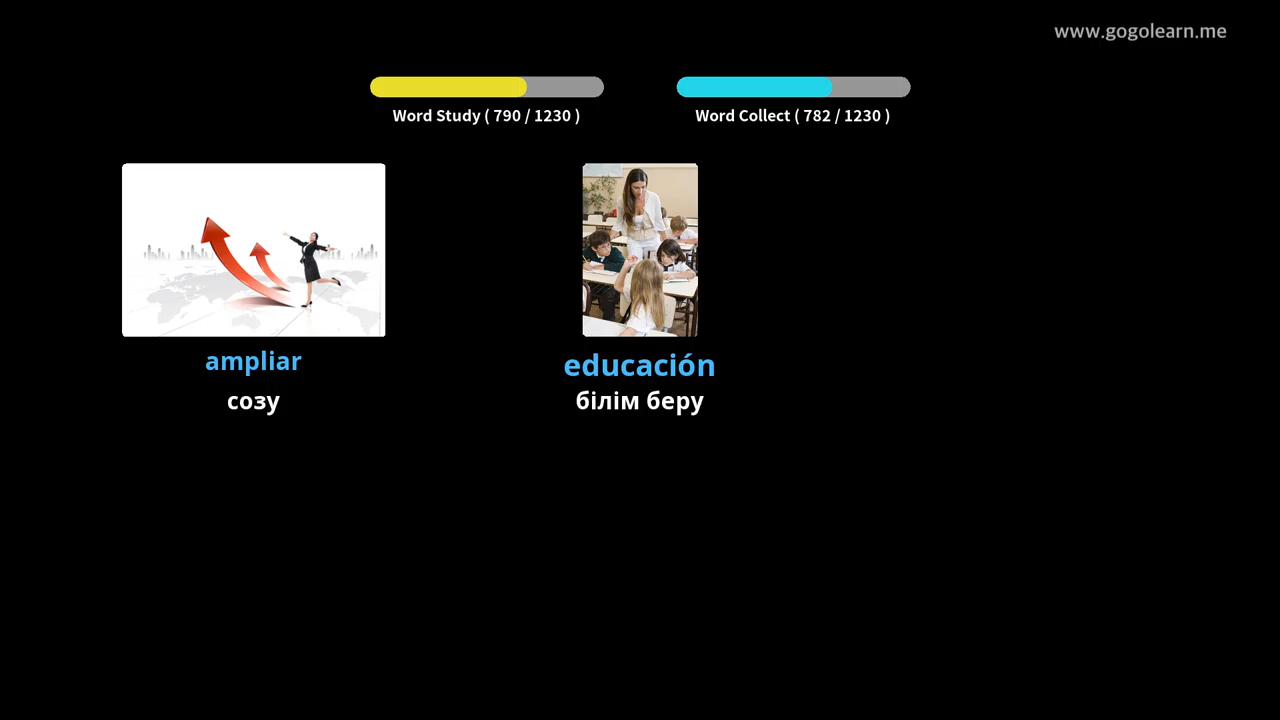 www.gogolearn.me
Word Study ( 790 / 1230 )
Word Collect ( 782 / 1230 )
ampliar
созу
educación
білім беру